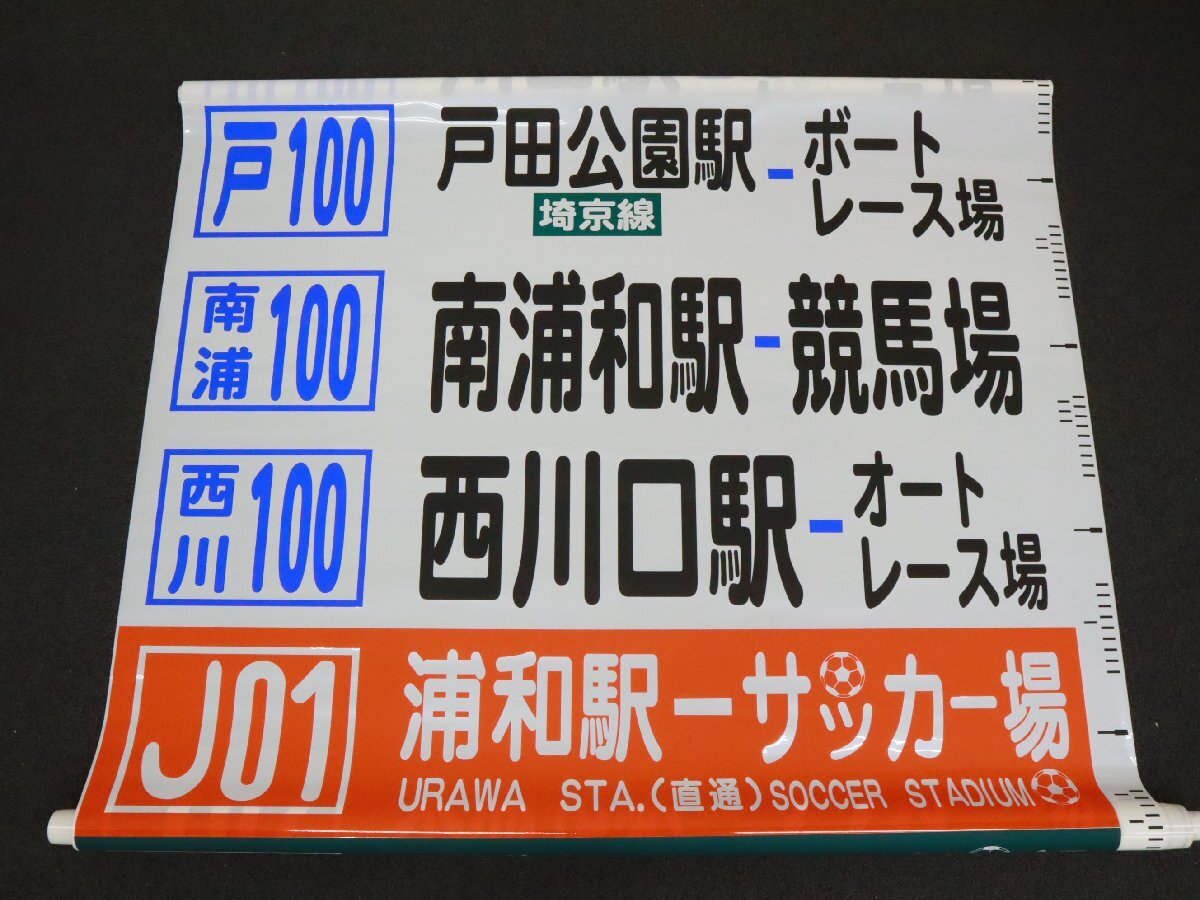 戸100 戸田公園駅-ボート
レース場
埼京線
南浦100 南浦和駅-競馬場
西川100 西川口駅-オート
レース場
J01 浦和駅ーサッカー場
URAWA STA.(直通)SOCCER STADIUM